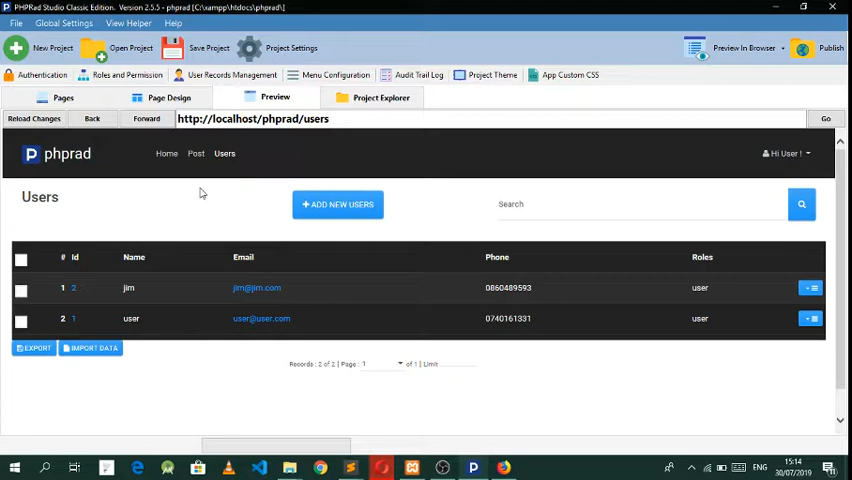 PHPRad Studio Classic Edition. Version 2.5.5 - phprad [C:\xampp\htdocs\phprad\]
File Global Settings View Helper Help
New Project Open Project Save Project Project Settings Preview In Browser Publish
Authentication Roles and Permission User Records Management Menu Configuration Audit Trail Log Project Theme App Custom CSS
Pages Page Design Preview Project Explorer
Reload Changes Back Forward http://localhost/phprad/users Go
phprad Home Post Users Hi User !
Users + ADD NEW USERS Search
# Id Name Email Phone Roles
1 2 jim jim@jim.com 0860489593 user
2 1 user user@user.com 0740161331 user
EXPORT IMPORT DATA
Records : 2 of 2 | Page : 1 of 1 | Limit
ENG 15:14
30/07/2019